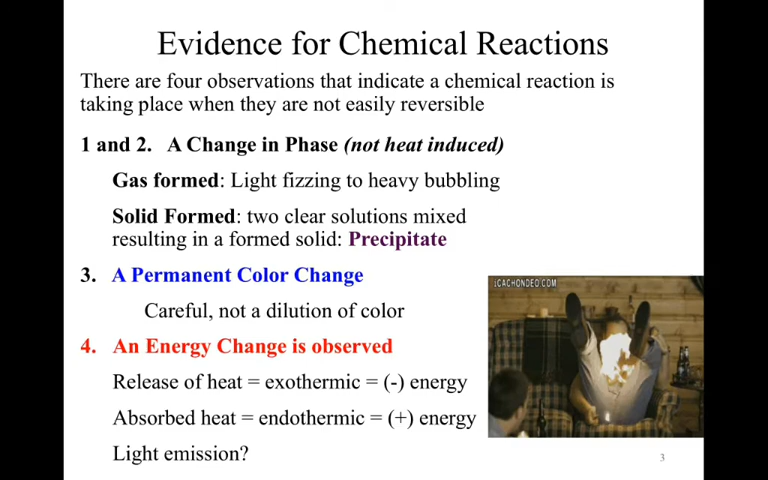 Evidence for Chemical Reactions
There are four observations that indicate a chemical reaction is
taking place when they are not easily reversible
1 and 2. A Change in Phase (not heat induced)
Gas formed: Light fizzing to heavy bubbling
Solid Formed: two clear solutions mixed
resulting in a formed solid: Precipitate
3. A Permanent Color Change
Careful, not a dilution of color
4. An Energy Change is observed
Release of heat = exothermic = (-) energy
Absorbed heat = endothermic = (+) energy
Light emission?
CACHONDEO.COM
3